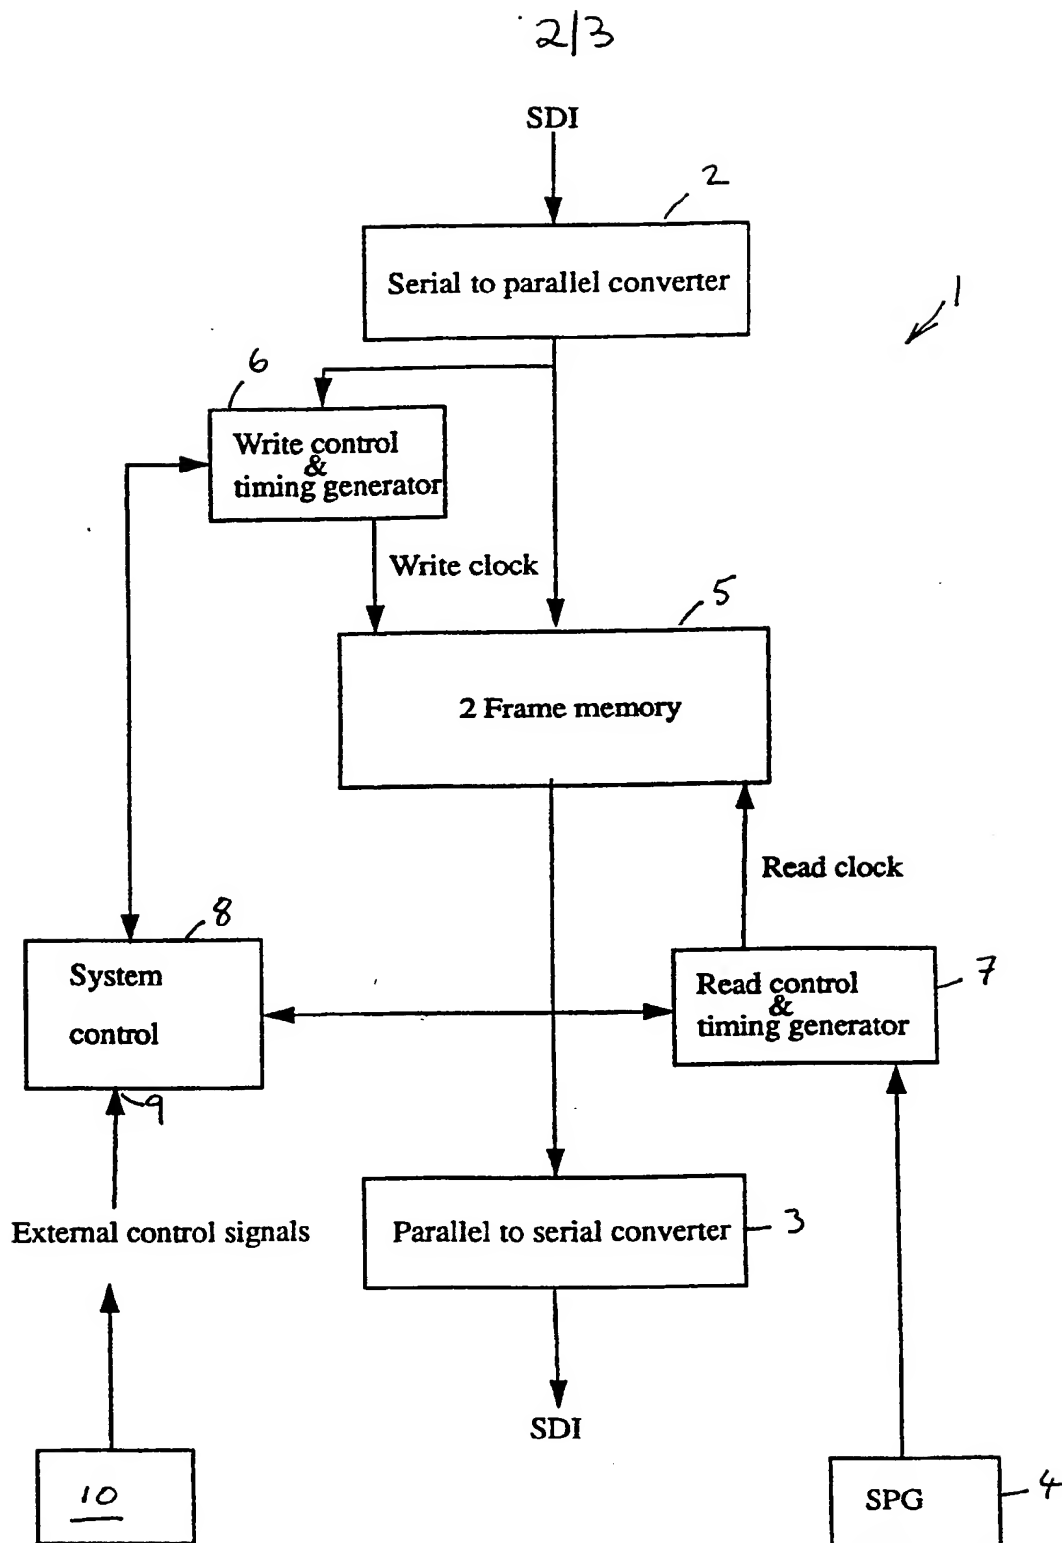 2/3
SDI
2
Serial to parallel converter
1
6
Write control
&
timing generator
Write clock
5
2 Frame memory
Read clock
8
System
control
7
Read control
&
timing generator
9
External control signals
Parallel to serial converter
3
SDI
10
SPG
4